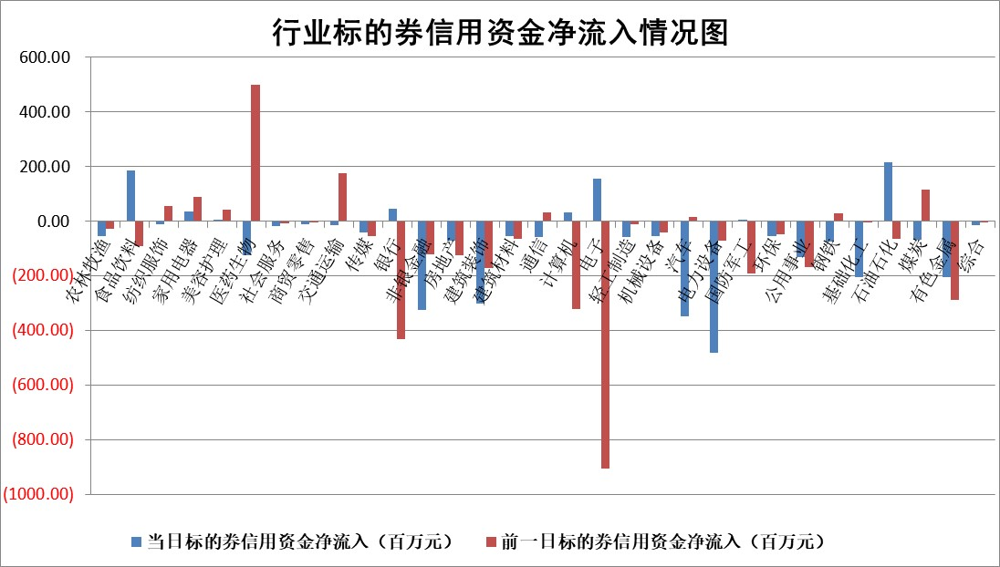 行业标的券信用资金净流入情况图
600.00
400.00
200.00
0.00
(200.00)
(400.00)
(600.00)
(800.00)
(1000.00)
农林牧渔
食品饮料
纺织服饰
家用电器
美容护理
医药生物
社会服务
商贸零售
交通运输
传媒
银行
非银金融
房地产
建筑装饰
建筑材料
通信
计算机
电子
轻工制造
机械设备
汽车
电力设备
国防军工
环保
公用事业
钢铁
基础化工
石油石化
煤炭
有色金属
综合
当日标的券信用资金净流入（百万元）
前一日标的券信用资金净流入（百万元）